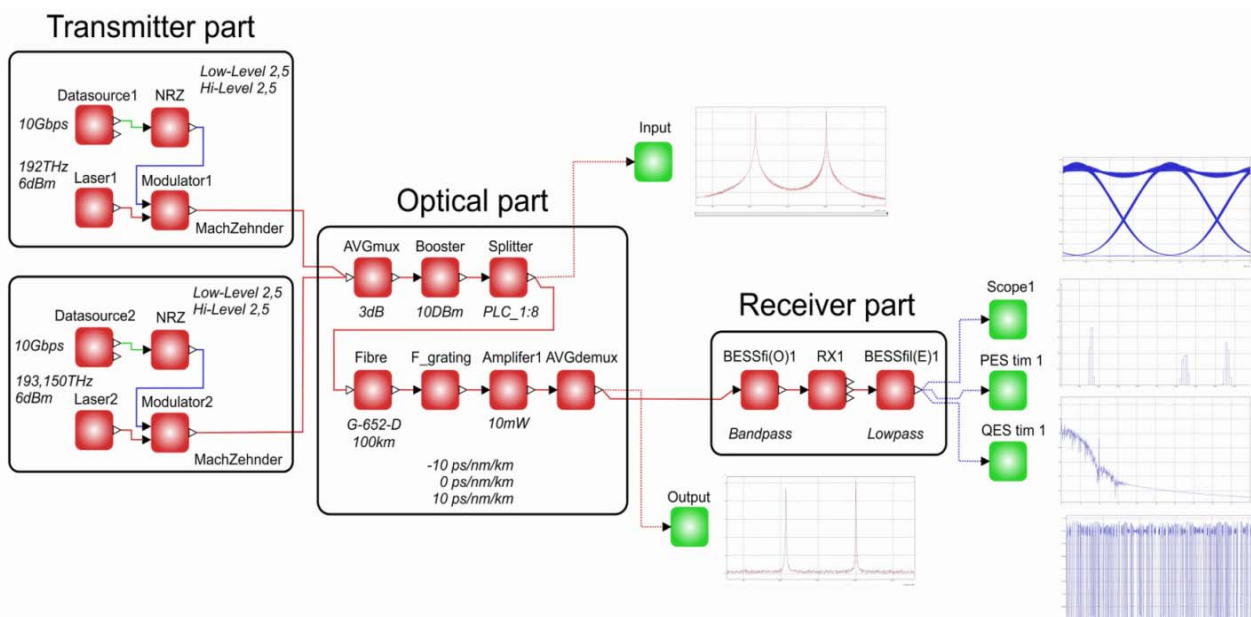 Transmitter part
Low-Level 2,5
Hi-Level 2,5
Datasource1
NRZ
10Gbps
192THz
6dBm
Laser1
Modulator1
MachZehnder
Low-Level 2,5
Hi-Level 2,5
Datasource2
NRZ
10Gbps
193,150THz
6dBm
Laser2
Modulator2
MachZehnder
Optical part
AVGmux
Booster
Splitter
3dB
10DBm
PLC_1:8
Fibre
F_grating
Amplifer1
AVGdemux
G-652-D
100km
10mW
-10 ps/nm/km
0 ps/nm/km
10 ps/nm/km
Input
Output
Receiver part
BESSfi(O)1
RX1
BESSfil(E)1
Bandpass
Lowpass
Scope1
PES tim 1
QES tim 1